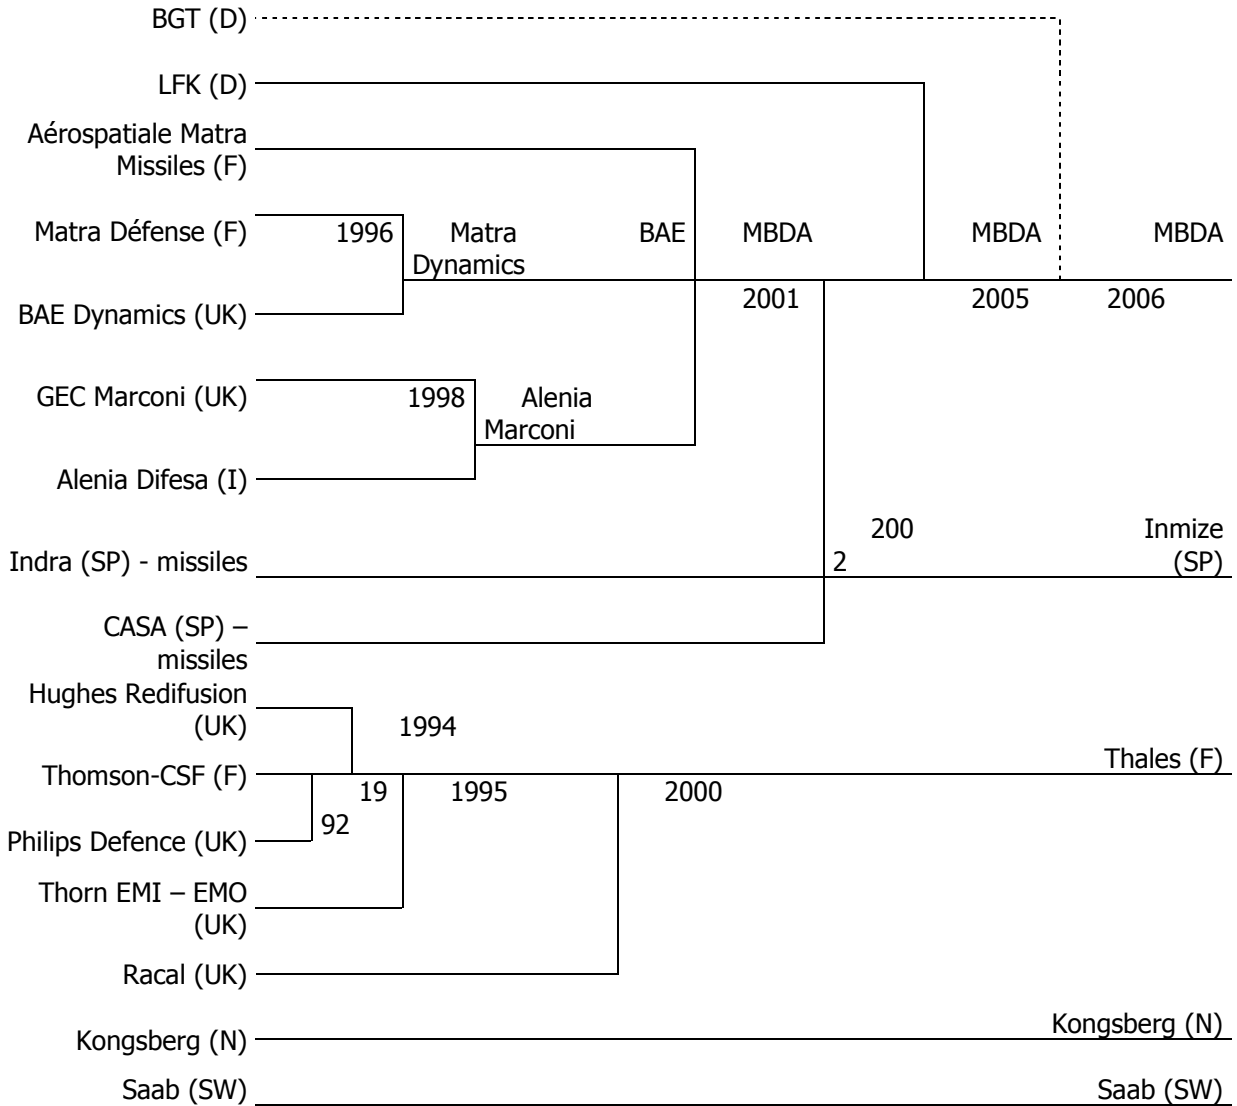 BGT (D)
LFK (D)
Aérospatiale Matra
Missiles (F)
Matra Défense (F) 1996 Matra BAE MBDA MBDA MBDA
Dynamics
2001 2005 2006
BAE Dynamics (UK)
GEC Marconi (UK) 1998 Alenia
Marconi
Alenia Difesa (I)
200 Inmize
Indra (SP) - missiles 2 (SP)
CASA (SP) –
missiles
Hughes Redifusion
(UK) 1994
Thales (F)
Thomson-CSF (F)
19 1995 2000
92
Philips Defence (UK)
Thorn EMI – EMO
(UK)
Racal (UK)
Kongsberg (N)
Kongsberg (N)
Saab (SW) Saab (SW)